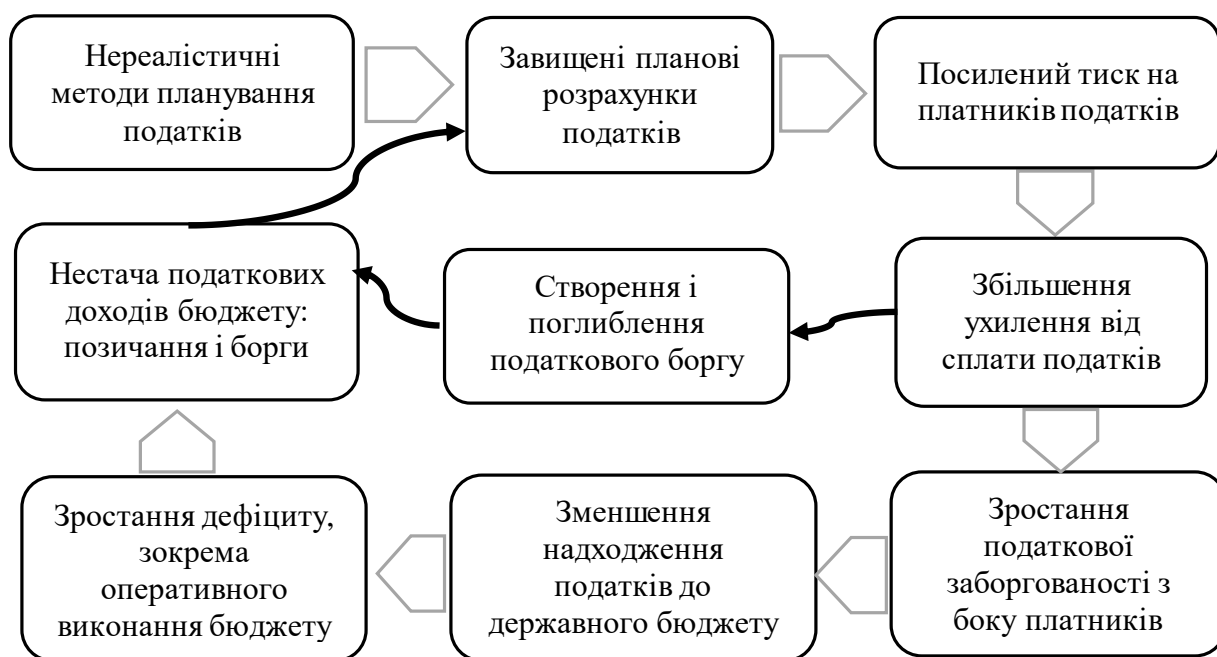 Нереалістичні
методи планування
податків
Завищені планові
розрахунки
податків
Посилений тиск на
платників податків
Нестача податкових
доходів бюджету:
позичання і борги
Створення і
поглиблення
податкового боргу
Збільшення
ухилення від
сплати податків
Зростання дефіциту,
зокрема
оперативного
виконання бюджету
Зменшення
надходження
податків до
державного бюджету
Зростання
податкової
заборгованості з
боку платників